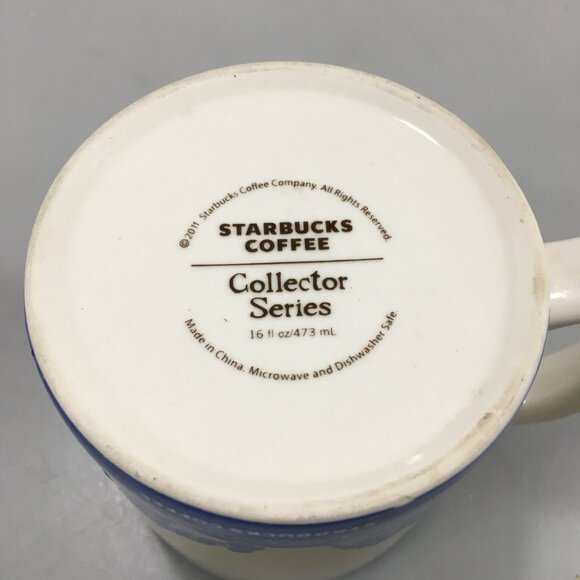 ©2011 Starbucks Coffee Company. All Rights Reserved.
STARBUCKS
COFFEE
Collector
Series
16 fl oz/473 mL
Made in China. Microwave and Dishwasher Safe.